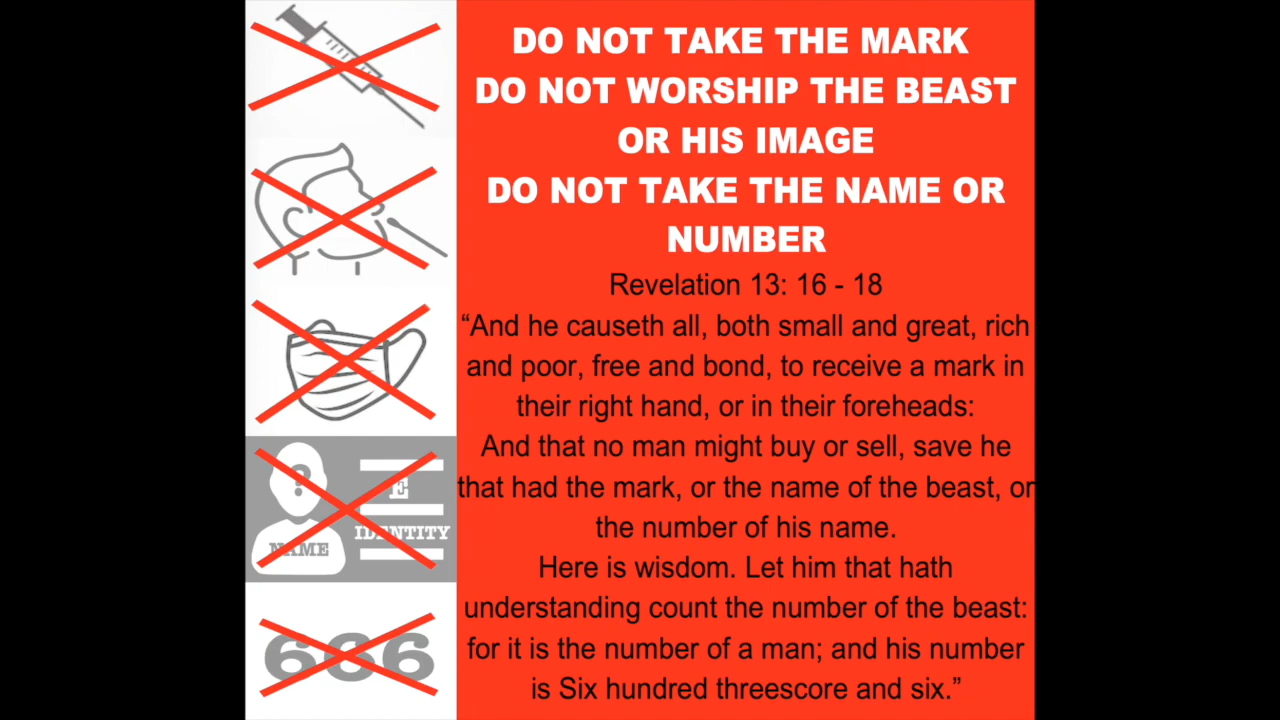 DO NOT TAKE THE MARK
DO NOT WORSHIP THE BEAST
OR HIS IMAGE
DO NOT TAKE THE NAME OR
NUMBER
Revelation 13: 16 - 18
“And he causeth all, both small and great, rich
and poor, free and bond, to receive a mark in
their right hand, or in their foreheads:
And that no man might buy or sell, save he
that had the mark, or the name of the beast, or
the number of his name.
Here is wisdom. Let him that hath
understanding count the number of the beast:
for it is the number of a man; and his number
is Six hundred threescore and six.”
?
E
IDENTITY
NAME
666